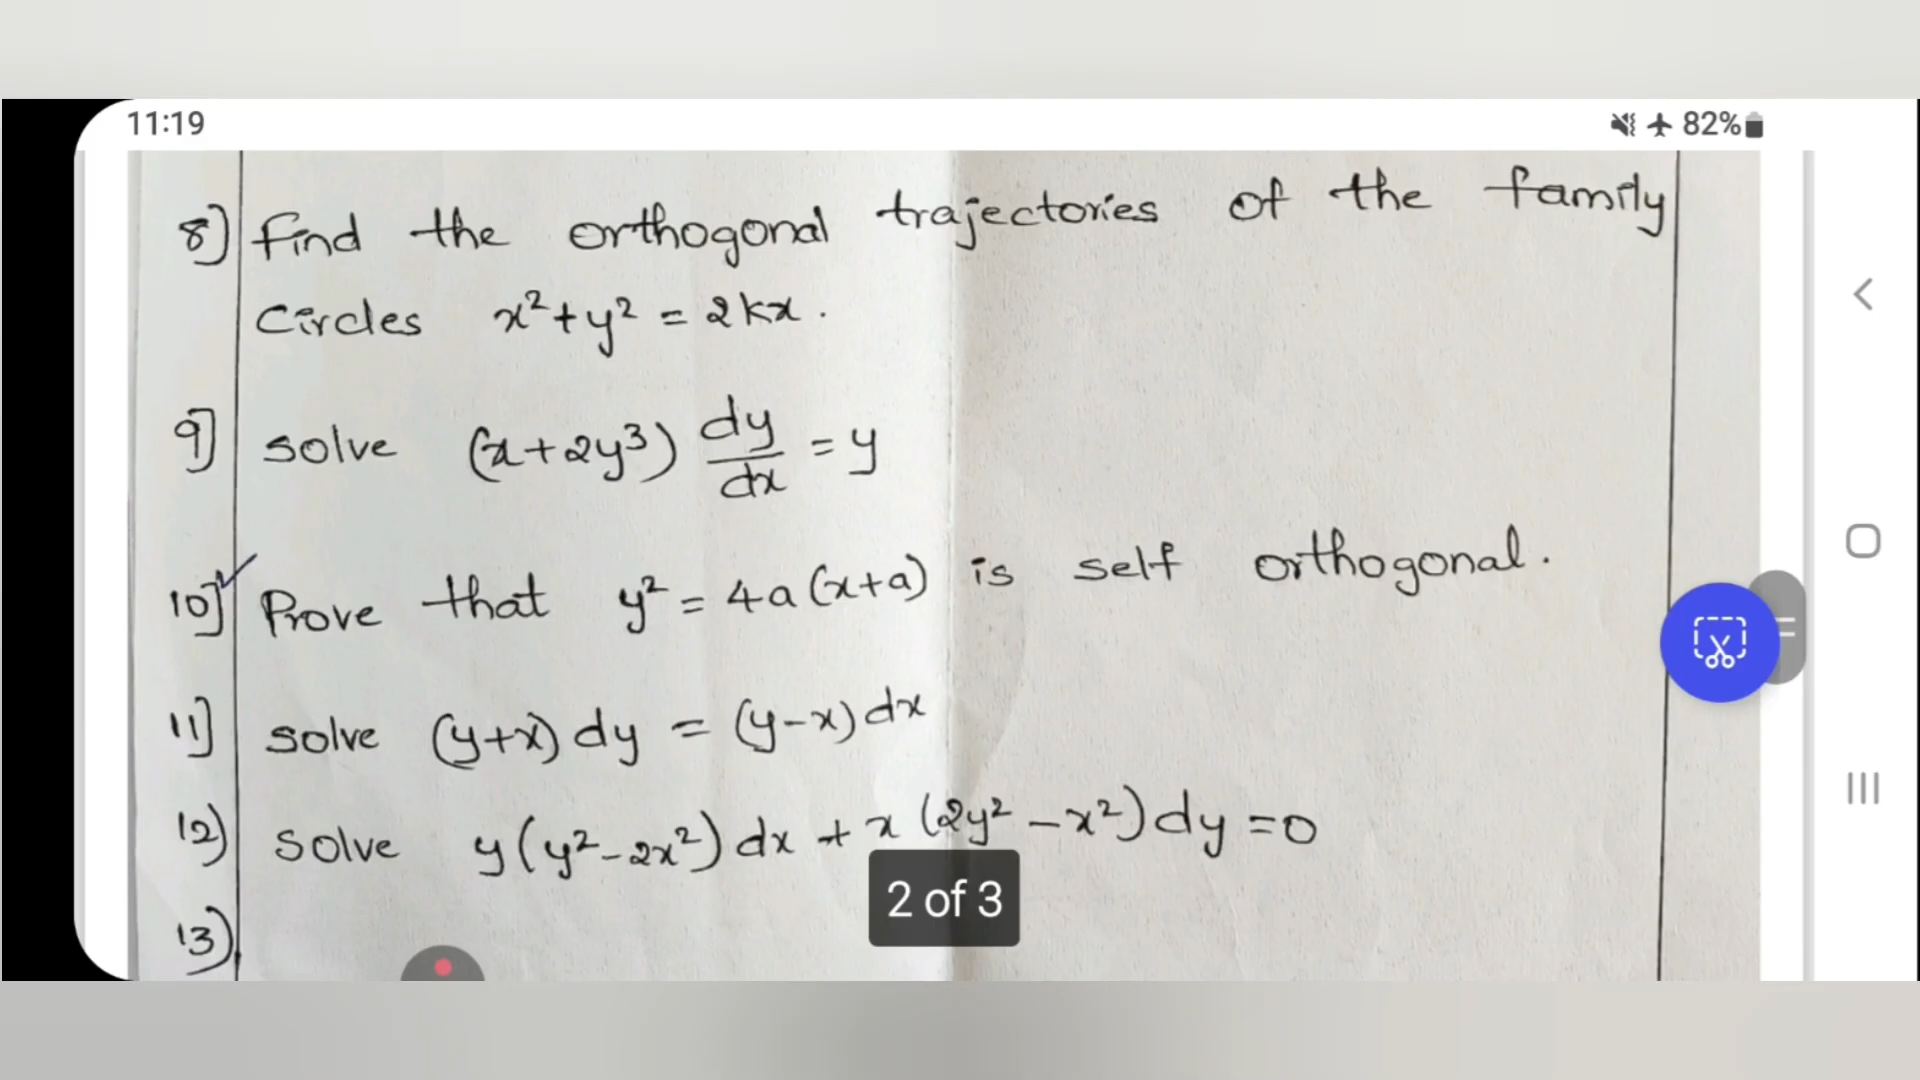 11:19 82%
8) Find the orthogonal trajectories of the family
Circles x² + y² = 2kx.
9] solve (x+2y³) dy/dx = y
10] Prove that y² = 4a(x+a) is self orthogonal.
11] solve (y+x) dy = (y-x) dx
12) solve y(y²-2x²) dx + x (2y²-x²) dy = 0
2 of 3
13)